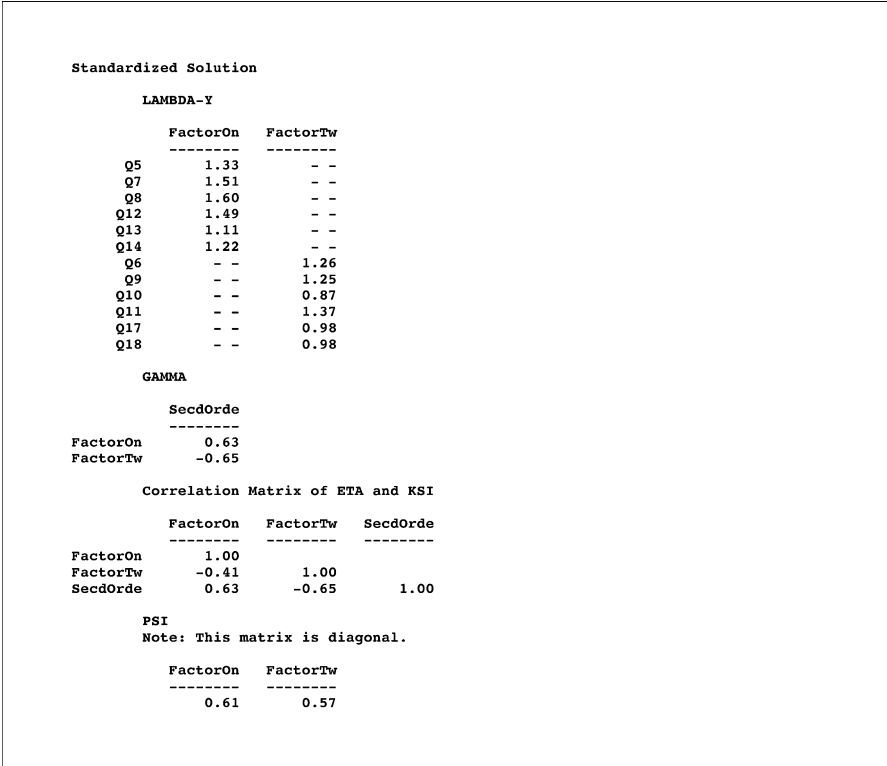 Standardized Solution
LAMBDA-Y
FactorOn FactorTw
-------- --------
Q5 1.33 - -
Q7 1.51 - -
Q8 1.60 - -
Q12 1.49 - -
Q13 1.11 - -
Q14 1.22 - -
Q6 - - 1.26
Q9 - - 1.25
Q10 - - 0.87
Q11 - - 1.37
Q17 - - 0.98
Q18 - - 0.98
GAMMA
SecdOrde
--------
FactorOn 0.63
FactorTw -0.65
Correlation Matrix of ETA and KSI
FactorOn FactorTw SecdOrde
-------- -------- --------
FactorOn 1.00
FactorTw -0.41 1.00
SecdOrde 0.63 -0.65 1.00
PSI
Note: This matrix is diagonal.
FactorOn FactorTw
-------- --------
0.61 0.57